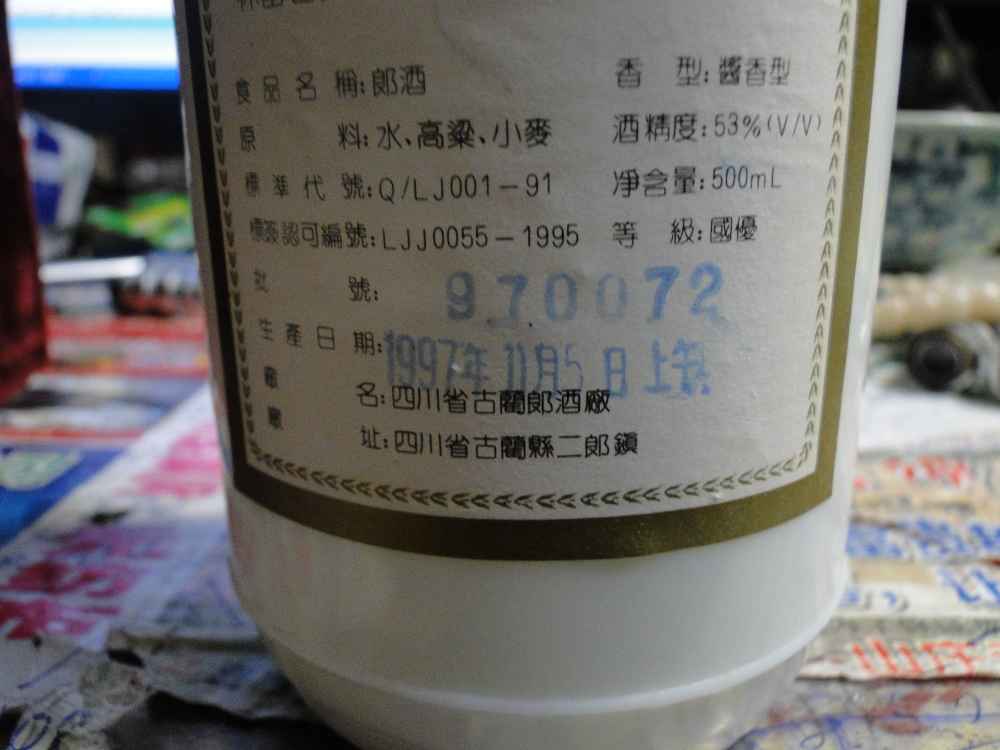 食品名稱:郎酒 香型:醬香型
原料:水、高粱、小麥 酒精度:53%(V/V)
標準代號:Q/LJ001-91 凈含量:500mL
標簽認可編號:LJJ0055-1995 等級:國優
批號:970072
生產日期:1997年11月5日
廠名:四川省古藺郎酒廠
廠址:四川省古藺縣二郎鎮